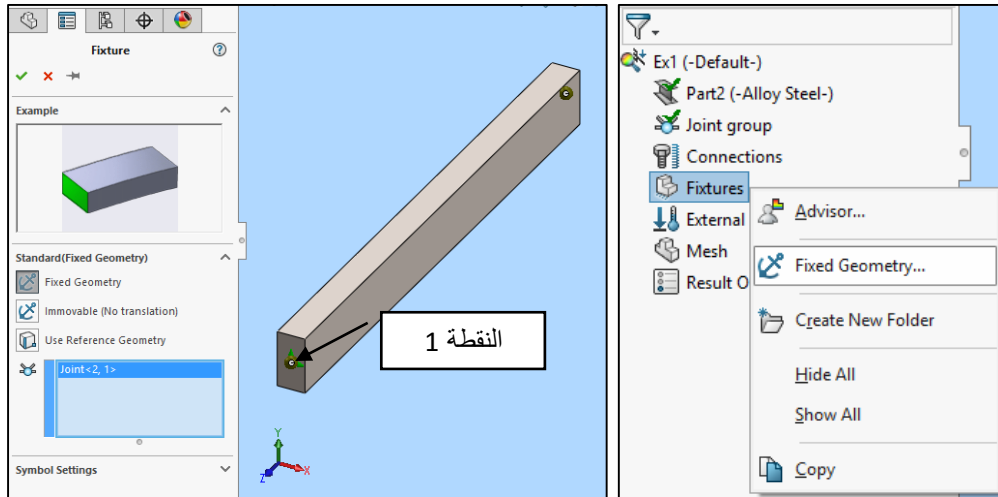 Fixture
Example
Standard(Fixed Geometry)
Fixed Geometry
Immovable (No translation)
Use Reference Geometry
Joint<2, 1>
Symbol Settings
النقطة 1
Y
X
Z
Ex1 (-Default-)
Part2 (-Alloy Steel-)
Joint group
Connections
Fixtures
External
Mesh
Result O
Advisor...
Fixed Geometry...
Create New Folder
Hide All
Show All
Copy